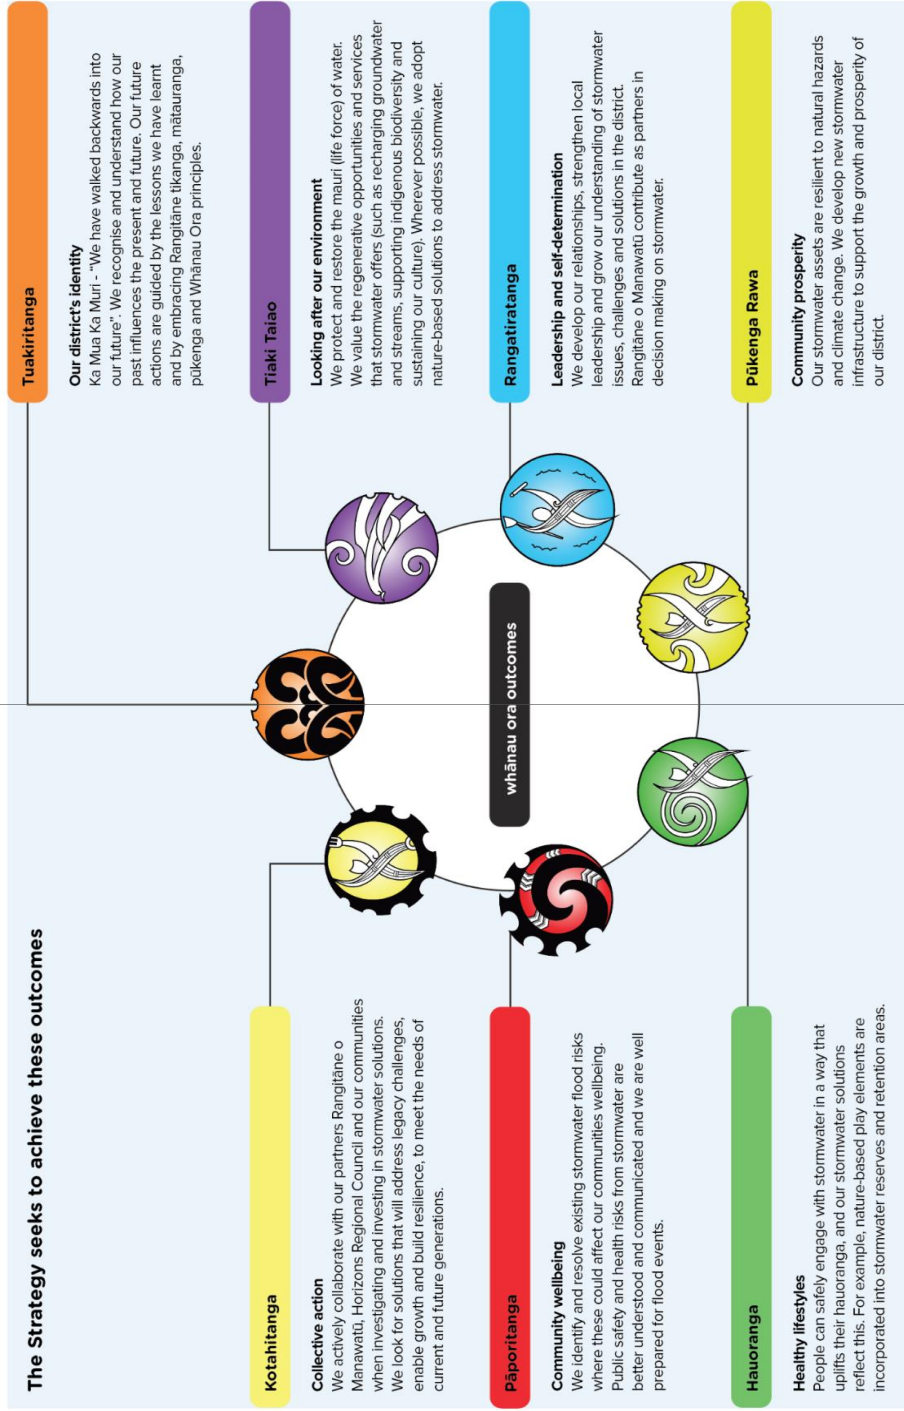 The Strategy seeks to achieve these outcomes
Kotahitanga
Collective action
We actively collaborate with our partners Rangitāne o
Manawatū, Horizons Regional Council and our communities
when investigating and investing in stormwater solutions.
We look for solutions that will address legacy challenges,
enable growth and build resilience, to meet the needs of
current and future generations.
Pāporitanga
Community wellbeing
We identify and resolve existing stormwater flood risks
where these could affect our communities wellbeing.
Public safety and health risks from stormwater are
better understood and communicated and we are well
prepared for flood events.
Hauoranga
Healthy lifestyles
People can safely engage with stormwater in a way that
uplifts their hauoranga, and our stormwater solutions
reflect this. For example, nature-based play elements are
incorporated into stormwater reserves and retention areas.
whānau ora outcomes
Tuakiritanga
Our district's identity
Ka Mua Ka Muri - "We have walked backwards into
our future". We recognise and understand how our
past influences the present and future. Our future
actions are guided by the lessons we have learnt
and by embracing Rangitāne tikanga, mātauranga,
pūkenga and Whānau Ora principles.
Tiaki Taiao
Looking after our environment
We protect and restore the mauri (life force) of water.
We value the regenerative opportunities and services
that stormwater offers (such as recharging groundwater
and streams, supporting indigenous biodiversity and
sustaining our culture). Wherever possible, we adopt
nature-based solutions to address stormwater.
Rangatiratanga
Leadership and self-determination
We develop our relationships, strengthen local
leadership and grow our understanding of stormwater
issues, challenges and solutions in the district.
Rangitāne o Manawatū contribute as partners in
decision making on stormwater.
Pūkenga Rawa
Community prosperity
Our stormwater assets are resilient to natural hazards
and climate change. We develop new stormwater
infrastructure to support the growth and prosperity of
our district.